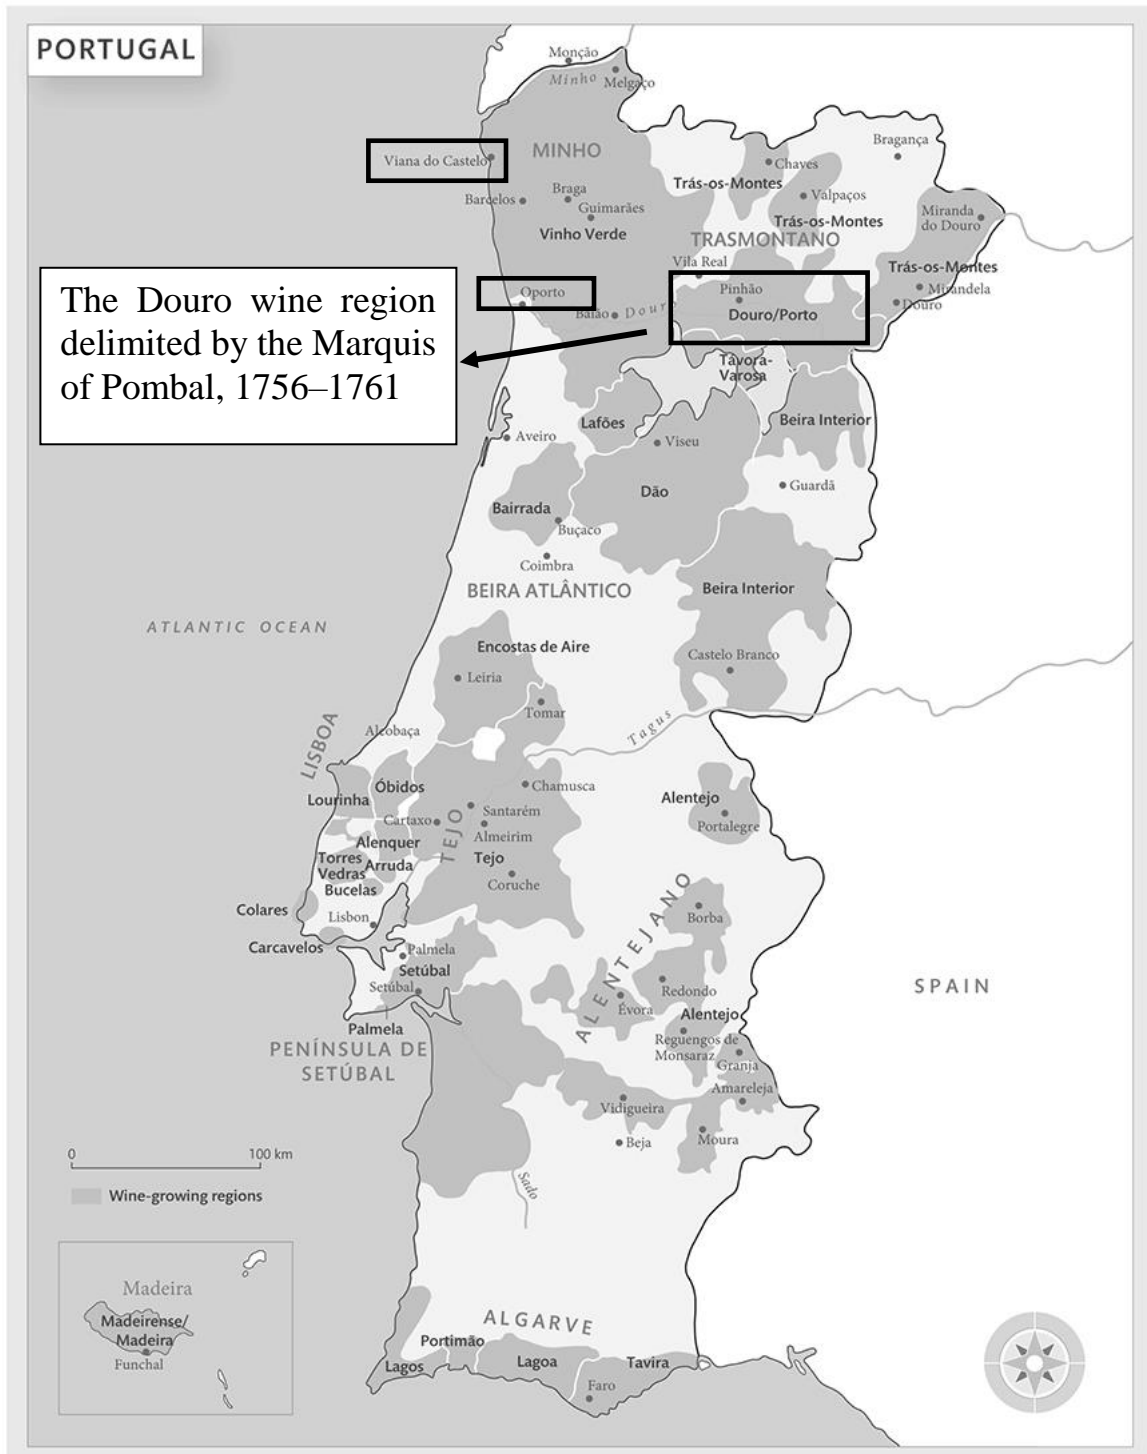 PORTUGAL
Monção
Minho
Melgaço
Bragança
MINHO
Viana do Castelo
Chaves
Trás-os-Montes
Valpaços
Braga
Barcelos
Guimarães
Vinho Verde
Trás-os-Montes
TRASMONTANO
Miranda
do Douro
Vila Real
Trás-os-Montes
Mirandela
Douro
Oporto
Pinhão
Douro/Porto
Baião
Douro
The Douro wine region
delimited by the Marquis
of Pombal, 1756–1761
Távora-
Varosa
Lafões
Beira Interior
Aveiro
Viseu
Guardã
Dão
Bairrada
Buçaco
Coimbra
BEIRA ATLÂNTICO
Beira Interior
ATLANTIC OCEAN
Encostas de Aire
Castelo Branco
Leiria
Tomar
Tagus
Alcobaça
LISBOA
Óbidos
Lourinha
Chamusca
Alentejo
Portalegre
Cartaxo
Santarém
Almeirim
TEJO
Alenquer
Tejo
Torres
Vedras
Arruda
Bucelas
Coruche
Colares
Lisbon
Borba
Carcavelos
Palmela
Setúbal
Setúbal
ALENTEJANO
Redondo
Évora
SPAIN
Palmela
Alentejo
PENÍNSULA DE
SETÚBAL
Reguengos de
Monsaraz
Granja
Amareleja
Vidigueira
Beja
Moura
0
100 km
Wine-growing regions
Sado
Madeira
Madeirense/
Madeira
Funchal
ALGARVE
Portimão
Lagos
Lagoa
Tavira
Faro